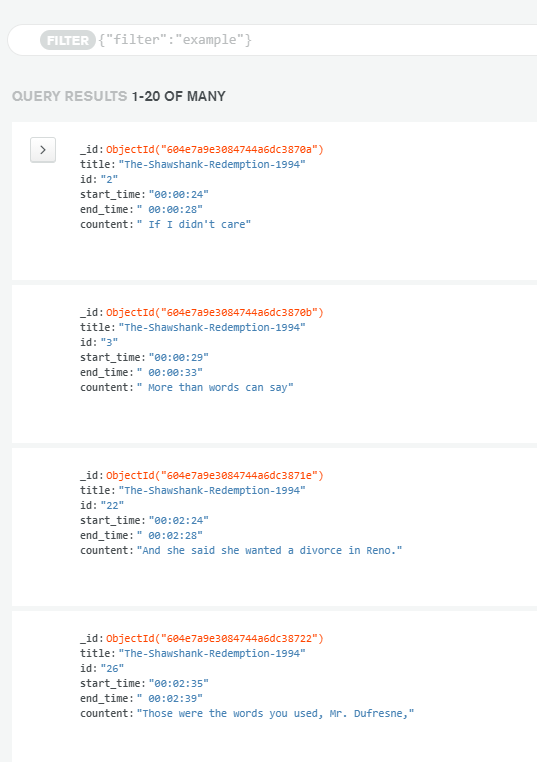 FILTER {"filter":"example"}
QUERY RESULTS 1-20 OF MANY
_id: ObjectId("604e7a9e3084744a6dc3870a")
title: "The-Shawshank-Redemption-1994"
id: "2"
start_time: "00:00:24"
end_time: " 00:00:28"
countent: " If I didn't care"
_id: ObjectId("604e7a9e3084744a6dc3870b")
title: "The-Shawshank-Redemption-1994"
id: "3"
start_time: "00:00:29"
end_time: " 00:00:33"
countent: " More than words can say"
_id: ObjectId("604e7a9e3084744a6dc3871e")
title: "The-Shawshank-Redemption-1994"
id: "22"
start_time: "00:02:24"
end_time: " 00:02:28"
countent: "And she said she wanted a divorce in Reno."
_id: ObjectId("604e7a9e3084744a6dc38722")
title: "The-Shawshank-Redemption-1994"
id: "26"
start_time: "00:02:35"
end_time: " 00:02:39"
countent: "Those were the words you used, Mr. Dufresne,"